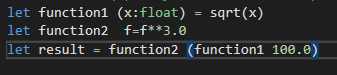 let function1 (x:float) = sqrt(x)
let function2  f=f**3.0
let result = function2 (function1 100.0)